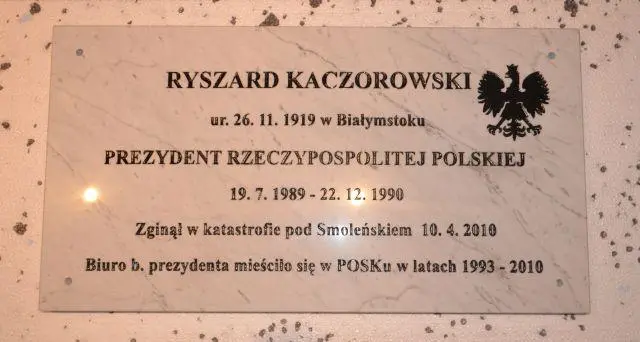 RYSZARD KACZOROWSKI
ur. 26. 11. 1919 w Białymstoku
PREZYDENT RZECZYPOSPOLITEJ POLSKIEJ
19. 7. 1989 - 22. 12. 1990
Zginął w katastrofie pod Smoleńskiem 10. 4. 2010
Biuro b. prezydenta mieściło się w POSKu w latach 1993 - 2010